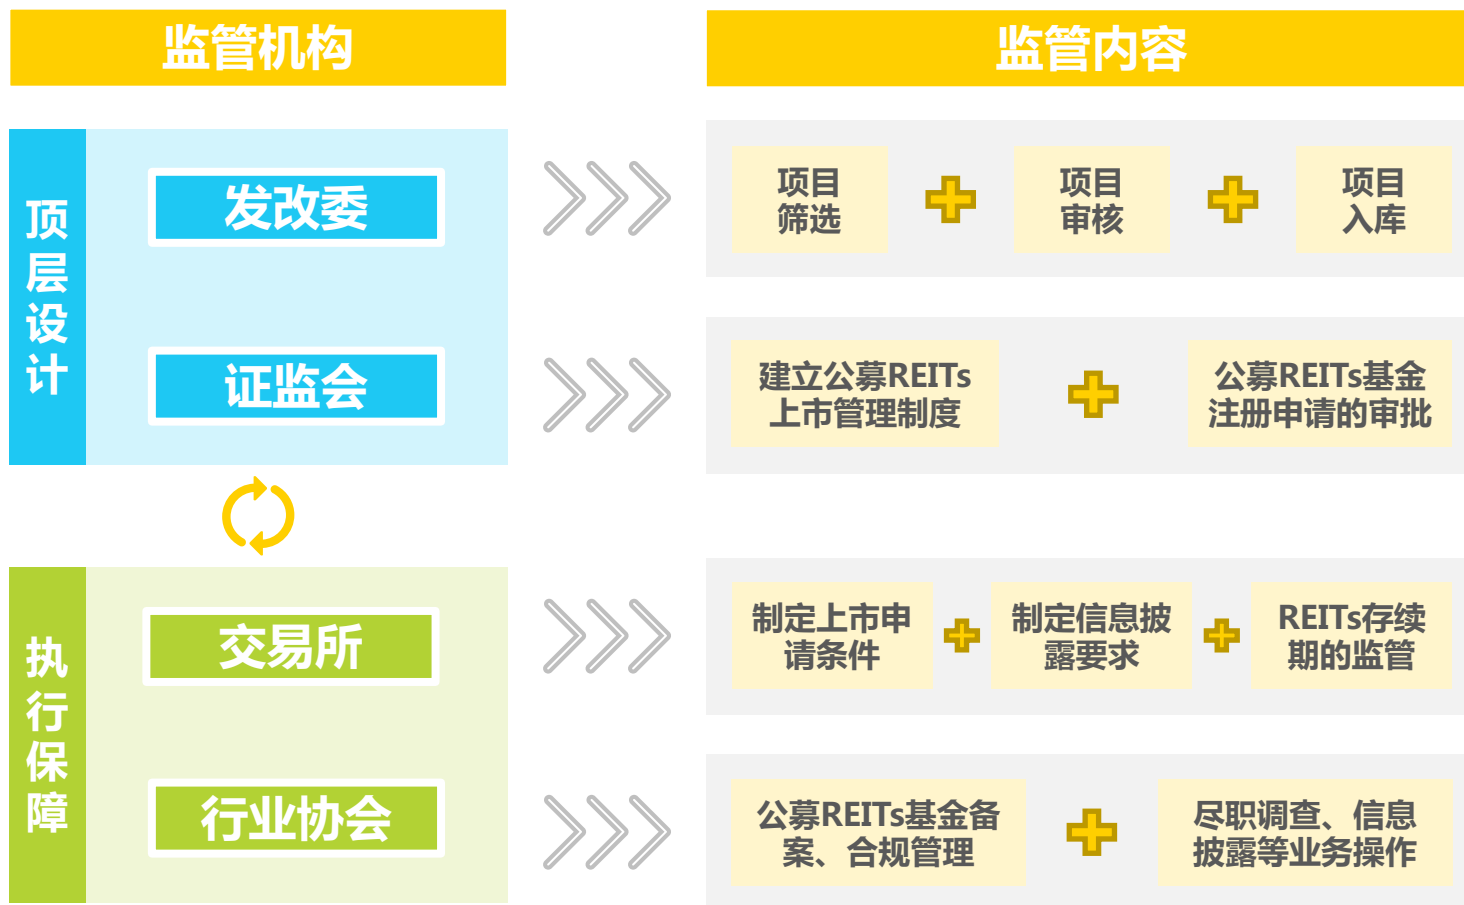 监管机构
监管内容
顶层设计
发改委
项目
筛选
项目
审核
项目
入库
证监会
建立公募REITs
上市管理制度
公募REITs基金
注册申请的审批
执行保障
交易所
制定上市申
请条件
制定信息披
露要求
REITs存续
期的监管
行业协会
公募REITs基金备
案、合规管理
尽职调查、信息
披露等业务操作